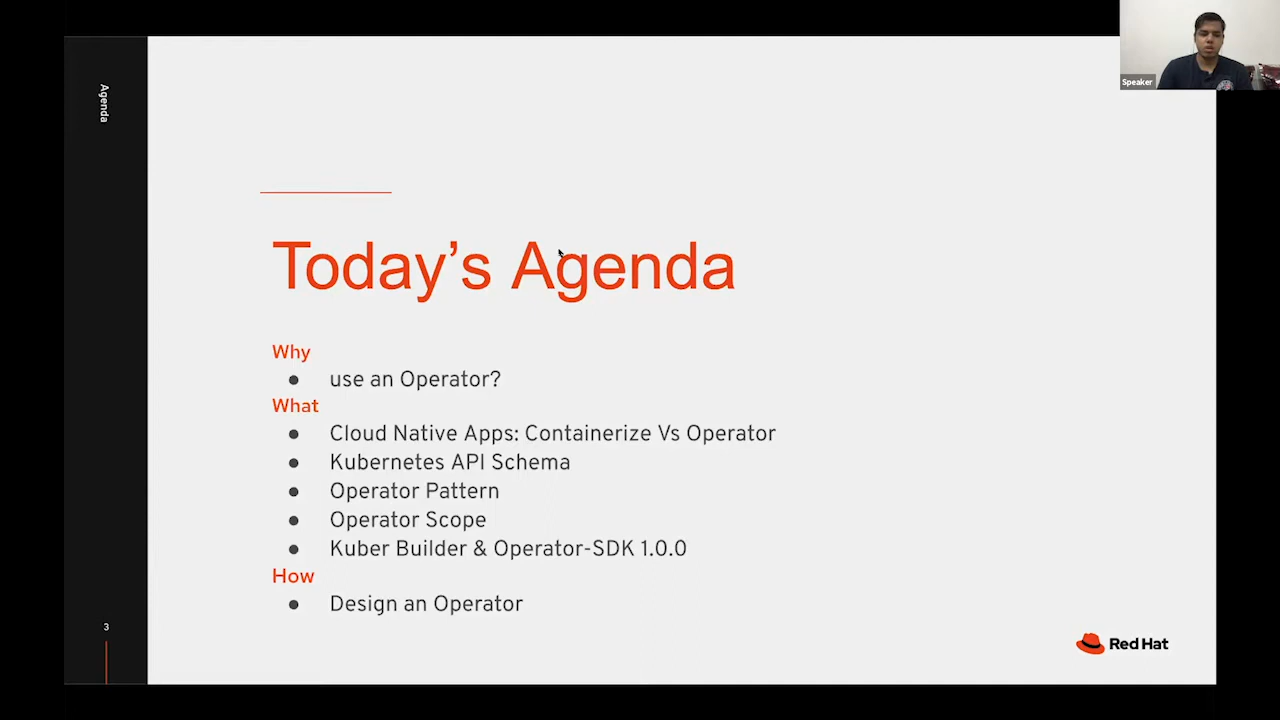 Agenda
Speaker
Today’s Agenda
Why
● use an Operator?
What
● Cloud Native Apps: Containerize Vs Operator
● Kubernetes API Schema
● Operator Pattern
● Operator Scope
● Kuber Builder & Operator-SDK 1.0.0
How
● Design an Operator
3
Red Hat